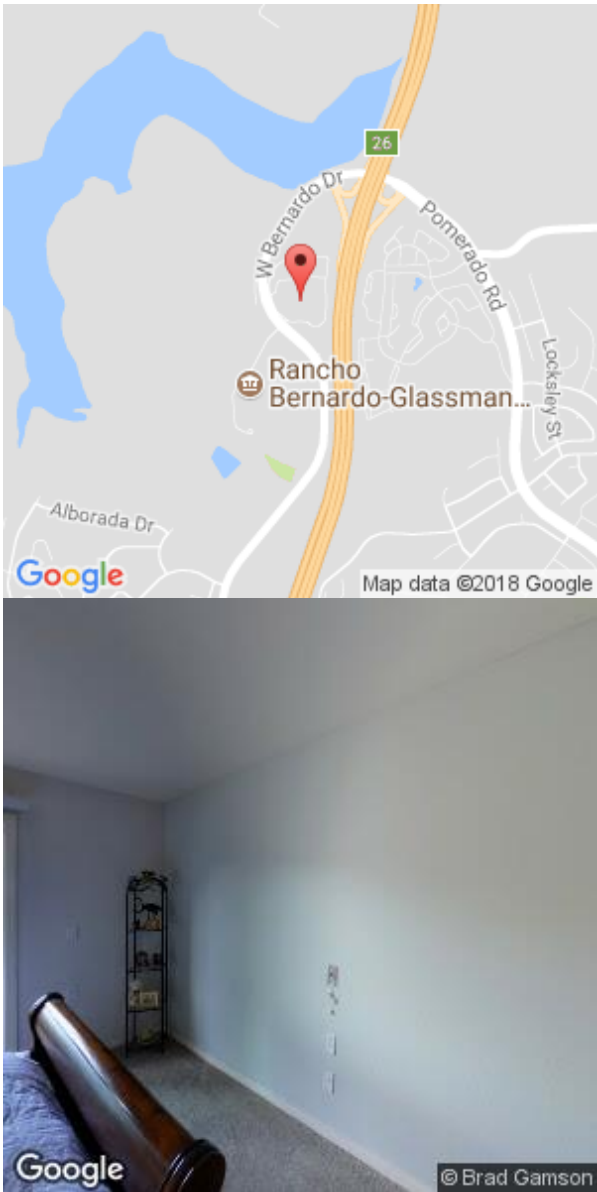 26
W Bernardo Dr
Pomerado Rd
Rancho
Bernardo-Glassman...
Locksley St
Alborada Dr
Google
Map data ©2018 Google
Google
© Brad Gamson